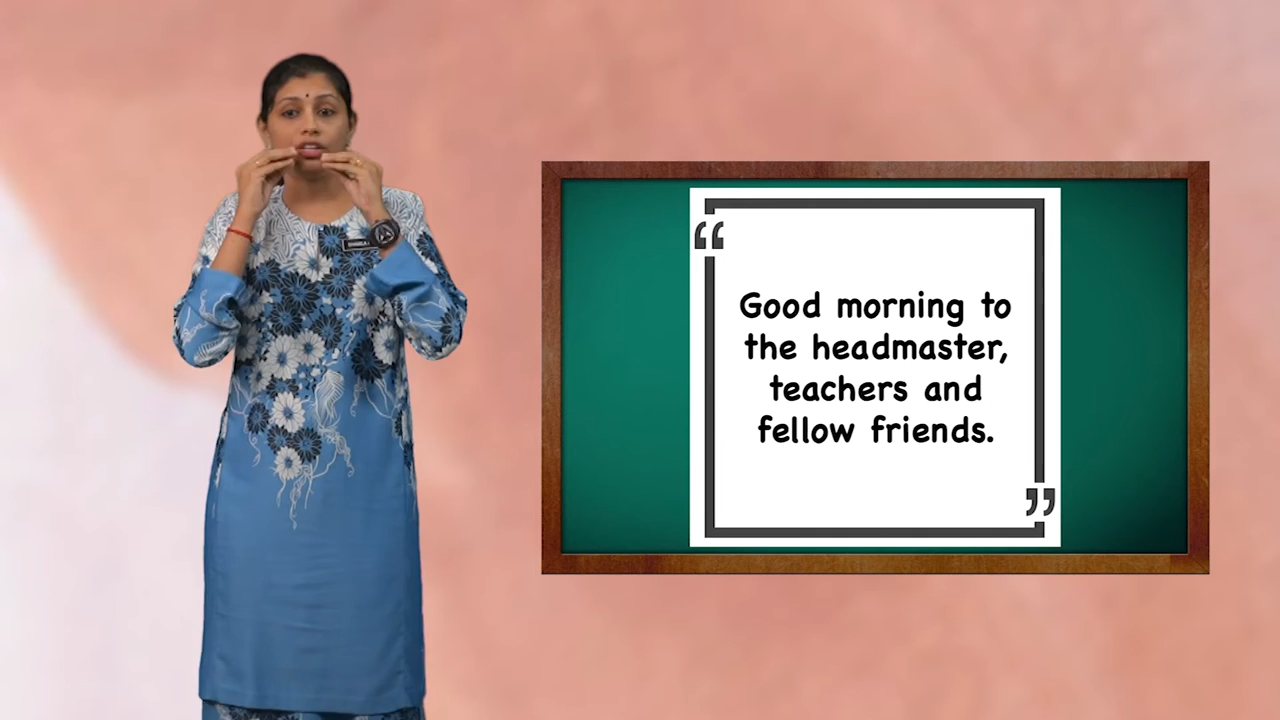 “
Good morning to
the headmaster,
teachers and
fellow friends.
”